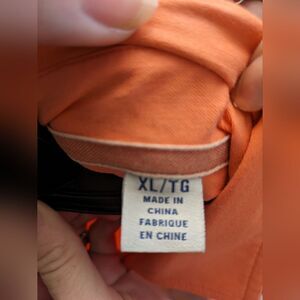 XL/TG
MADE IN
CHINA
FABRIQUE
EN CHINE